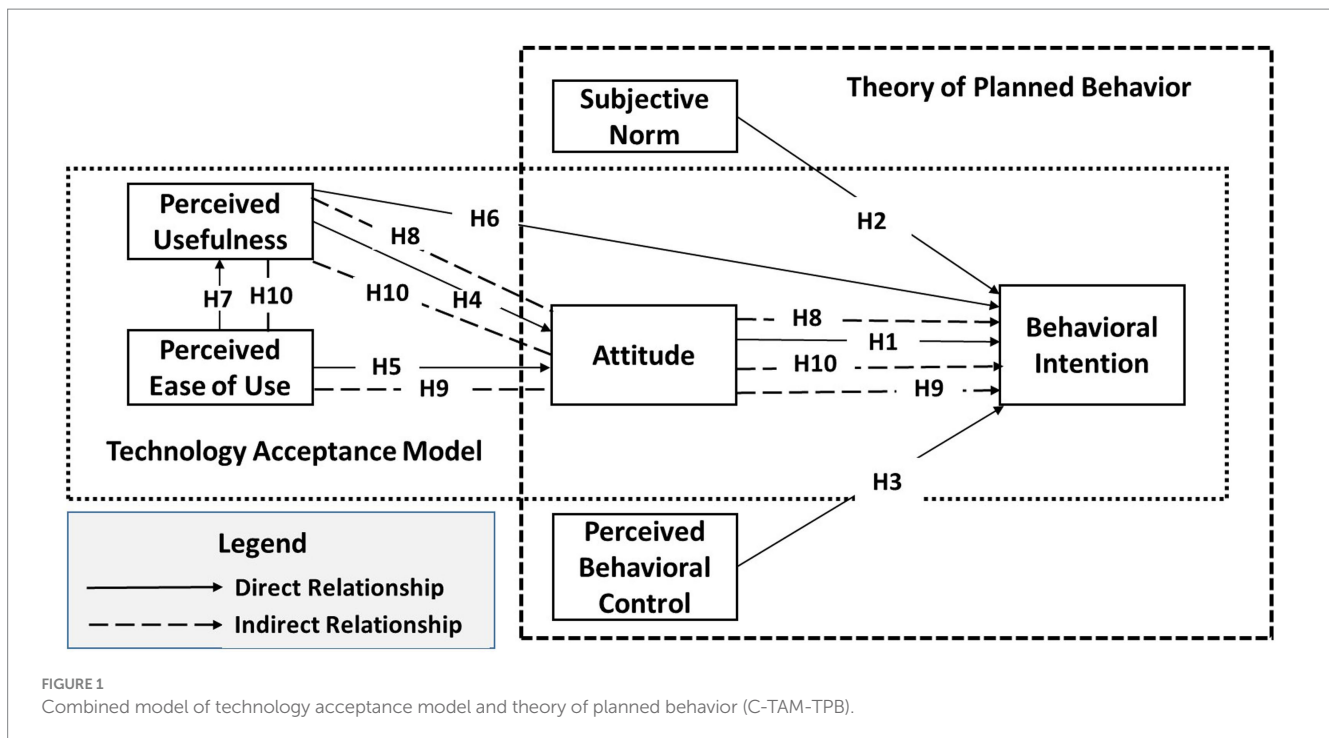 Theory of Planned Behavior
Subjective
Norm
H2
Perceived
Usefulness
H6
H8
H4
H10
H7
H10
Perceived
Ease of Use
H5
H9
Attitude
H8
H1
H10
H9
Behavioral
Intention
Technology Acceptance Model
H3
Perceived
Behavioral
Control
Legend
Direct Relationship
Indirect Relationship
FIGURE 1
Combined model of technology acceptance model and theory of planned behavior (C-TAM-TPB).